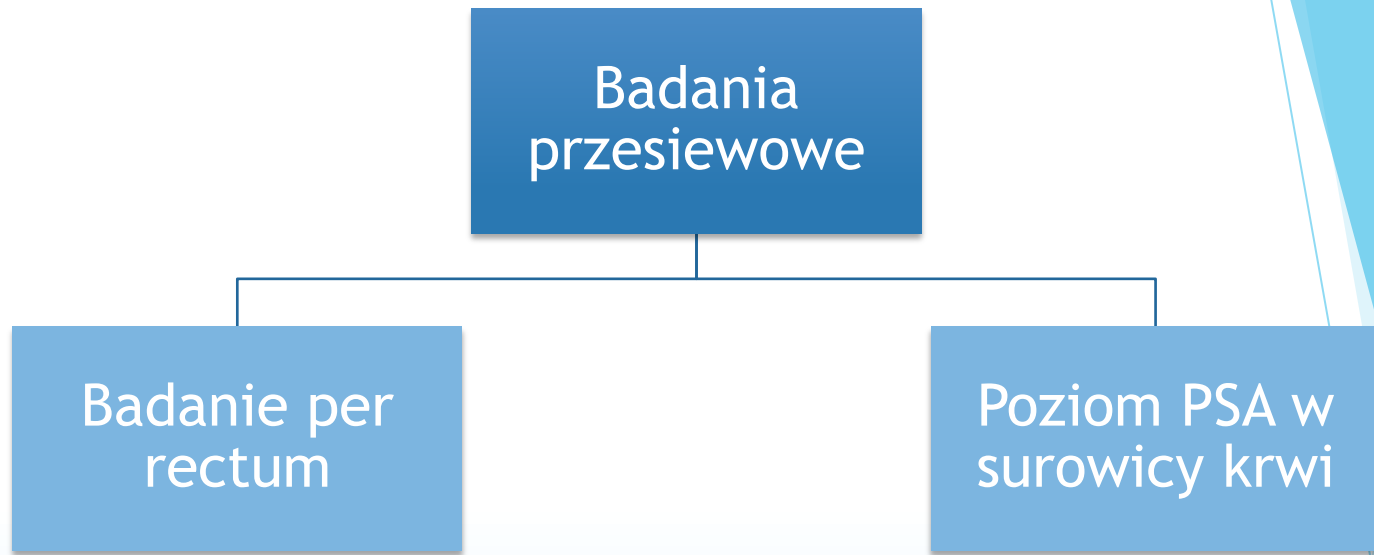 Badania
przesiewowe
Badanie per
rectum
Poziom PSA w
surowicy krwi